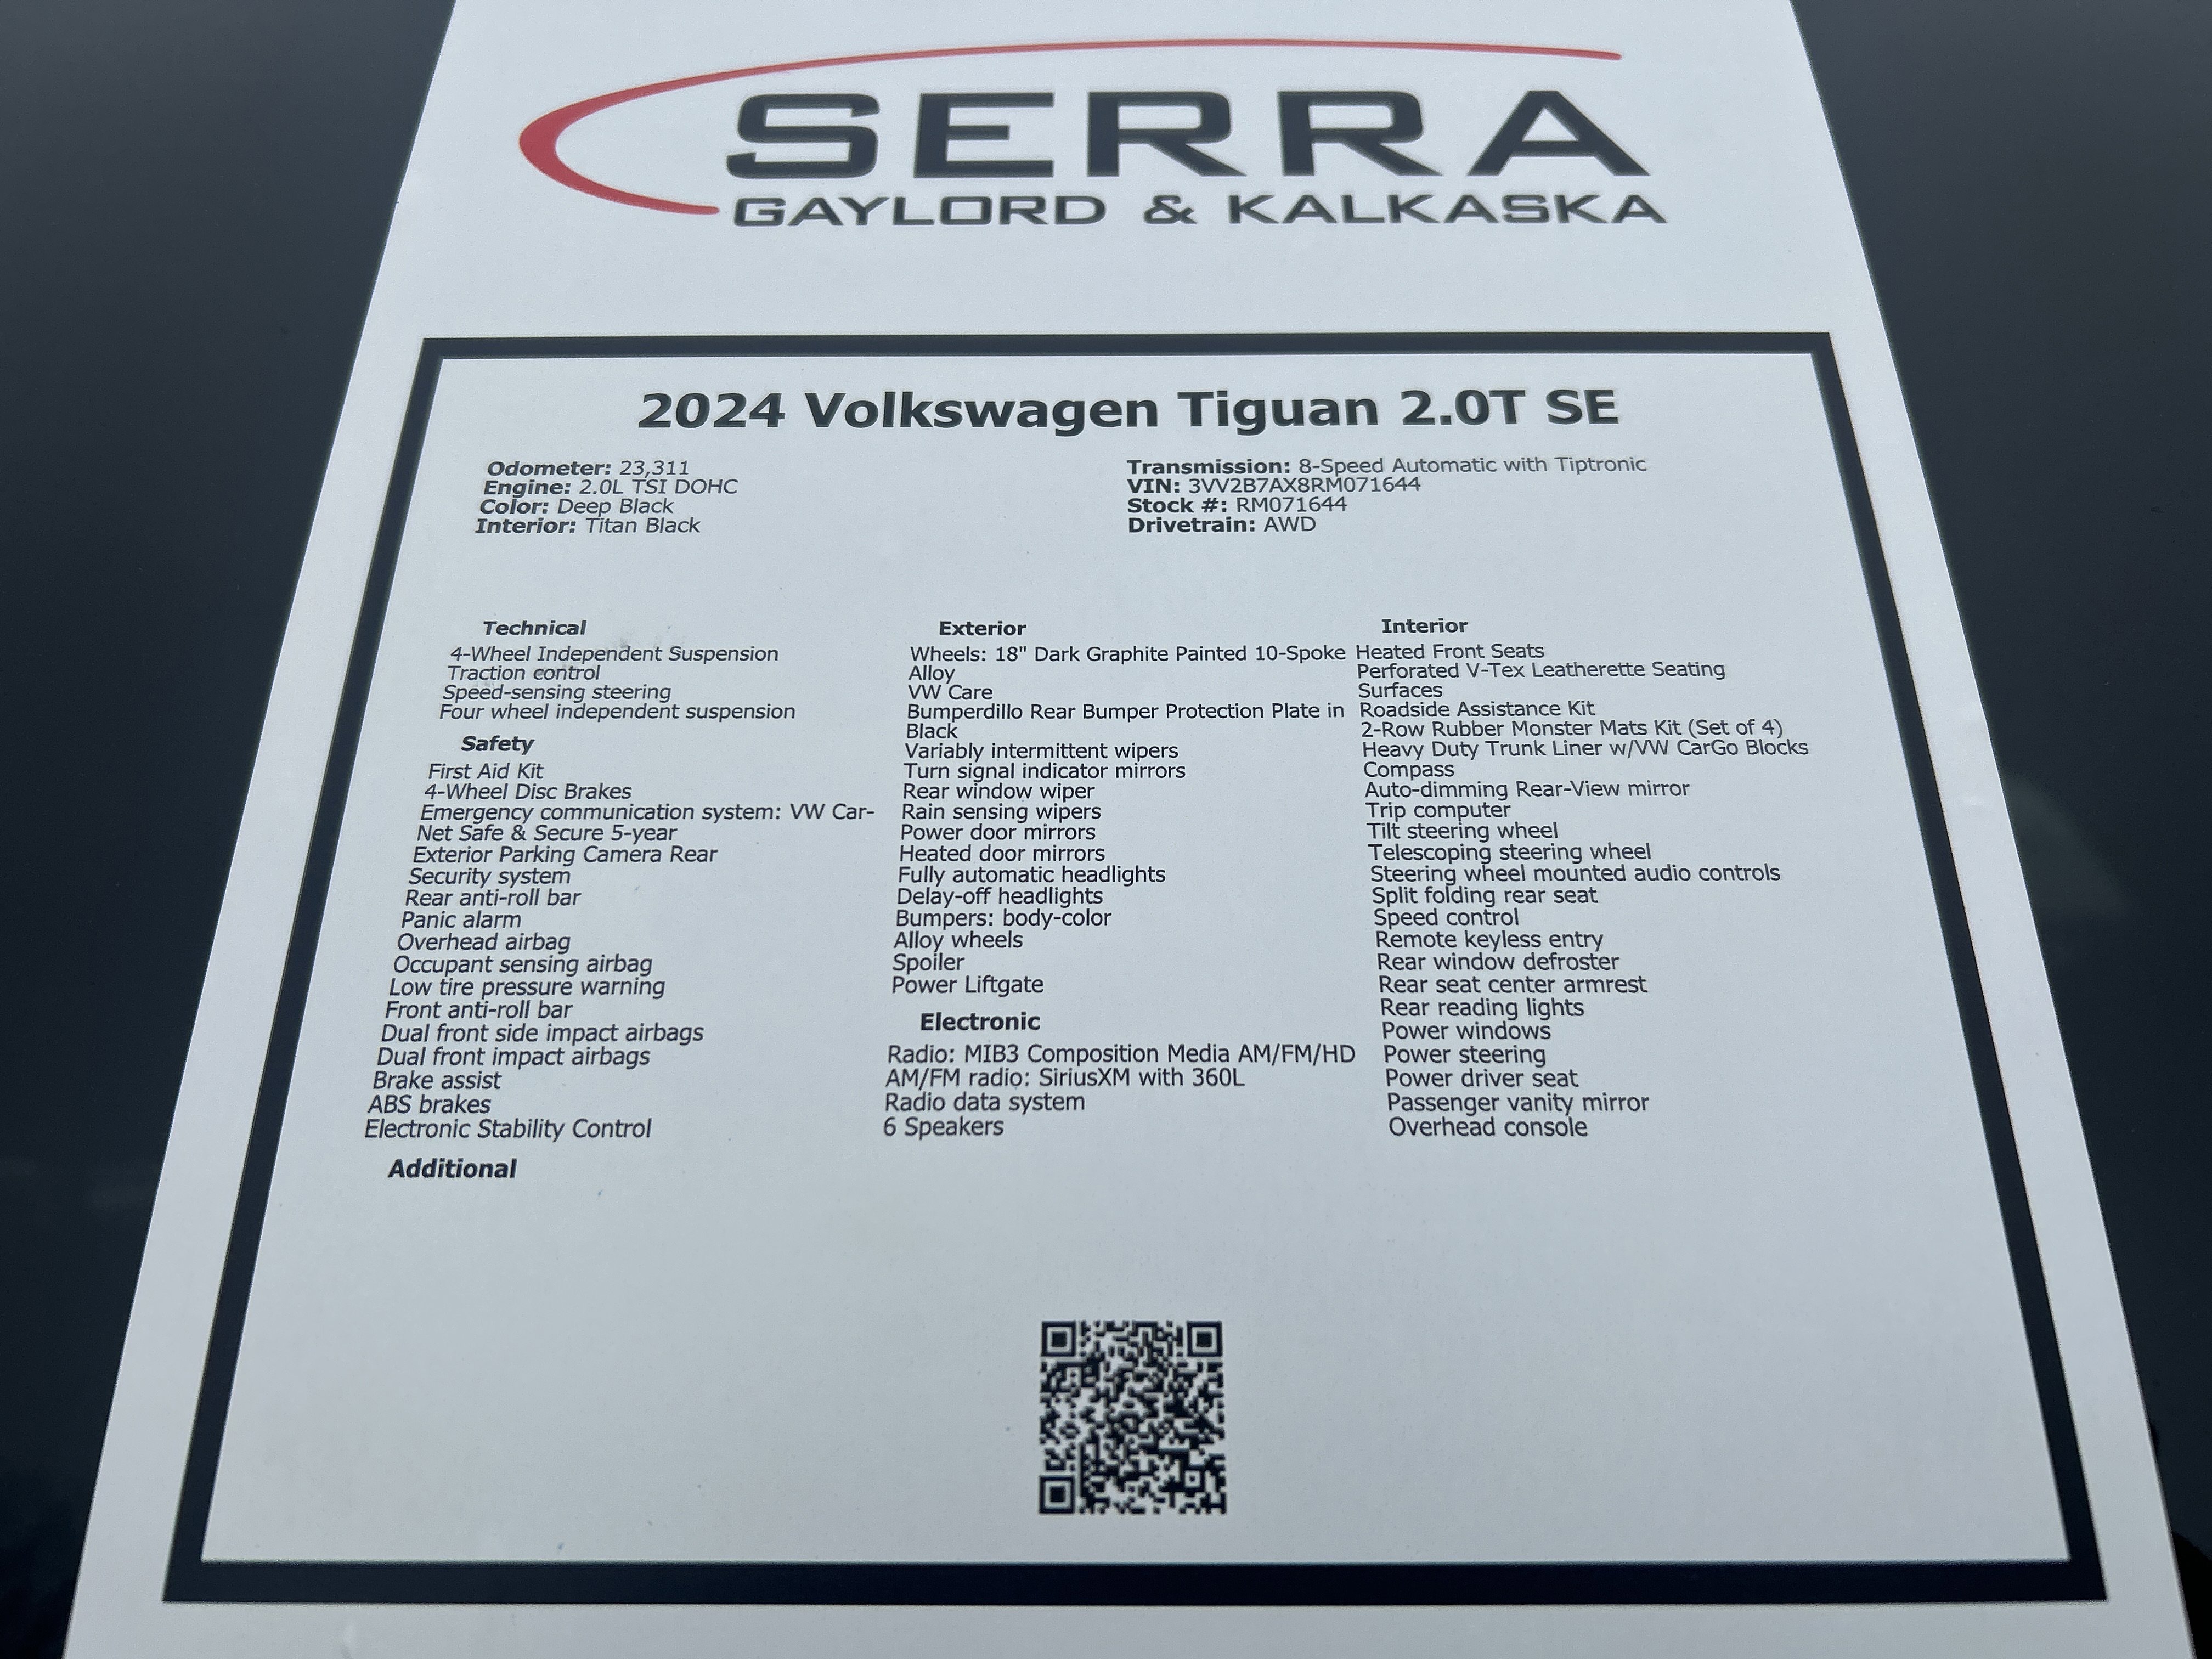 SERRA
GAYLORD & KALKASKA
2024 Volkswagen Tiguan 2.0T SE
Odometer: 23,311
Engine: 2.0L TSI DOHC
Color: Deep Black
Interior: Titan Black
Transmission: 8-Speed Automatic with Tiptronic
VIN: 3VV2B7AX8RM071644
Stock #: RM071644
Drivetrain: AWD
Technical
4-Wheel Independent Suspension
Traction control
Speed-sensing steering
Four wheel independent suspension
Safety
First Aid Kit
4-Wheel Disc Brakes
Emergency communication system: VW Car-
Net Safe & Secure 5-year
Exterior Parking Camera Rear
Security system
Rear anti-roll bar
Panic alarm
Overhead airbag
Occupant sensing airbag
Low tire pressure warning
Front anti-roll bar
Dual front side impact airbags
Dual front impact airbags
Brake assist
ABS brakes
Electronic Stability Control
Additional
Exterior
Wheels: 18" Dark Graphite Painted 10-Spoke
Alloy
VW Care
Bumperdillo Rear Bumper Protection Plate in
Black
Variably intermittent wipers
Turn signal indicator mirrors
Rear window wiper
Rain sensing wipers
Power door mirrors
Heated door mirrors
Fully automatic headlights
Delay-off headlights
Bumpers: body-color
Alloy wheels
Spoiler
Power Liftgate
Electronic
Radio: MIB3 Composition Media AM/FM/HD
AM/FM radio: SiriusXM with 360L
Radio data system
6 Speakers
Interior
Heated Front Seats
Perforated V-Tex Leatherette Seating
Surfaces
Roadside Assistance Kit
2-Row Rubber Monster Mats Kit (Set of 4)
Heavy Duty Trunk Liner w/VW CarGo Blocks
Compass
Auto-dimming Rear-View mirror
Trip computer
Tilt steering wheel
Telescoping steering wheel
Steering wheel mounted audio controls
Split folding rear seat
Speed control
Remote keyless entry
Rear window defroster
Rear seat center armrest
Rear reading lights
Power windows
Power steering
Power driver seat
Passenger vanity mirror
Overhead console